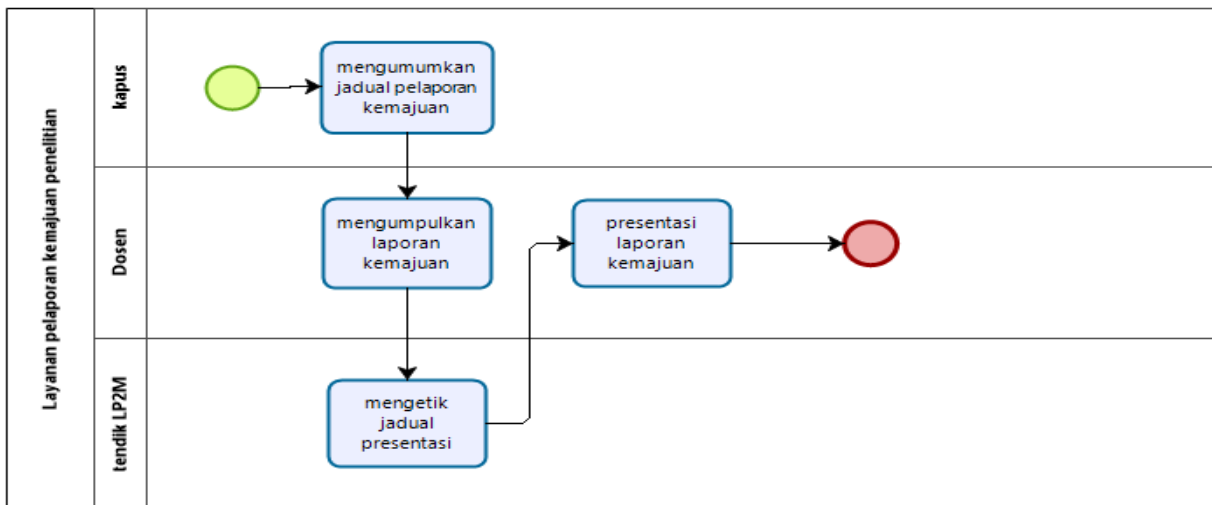 Layanan pelaporan kemajuan penelitian
kapus
mengumumkan
jadual pelaporan
kemajuan
Dosen
mengumpulkan
laporan
kemajuan
presentasi
laporan
kemajuan
tendik LP2M
mengetik
jadual
presentasi